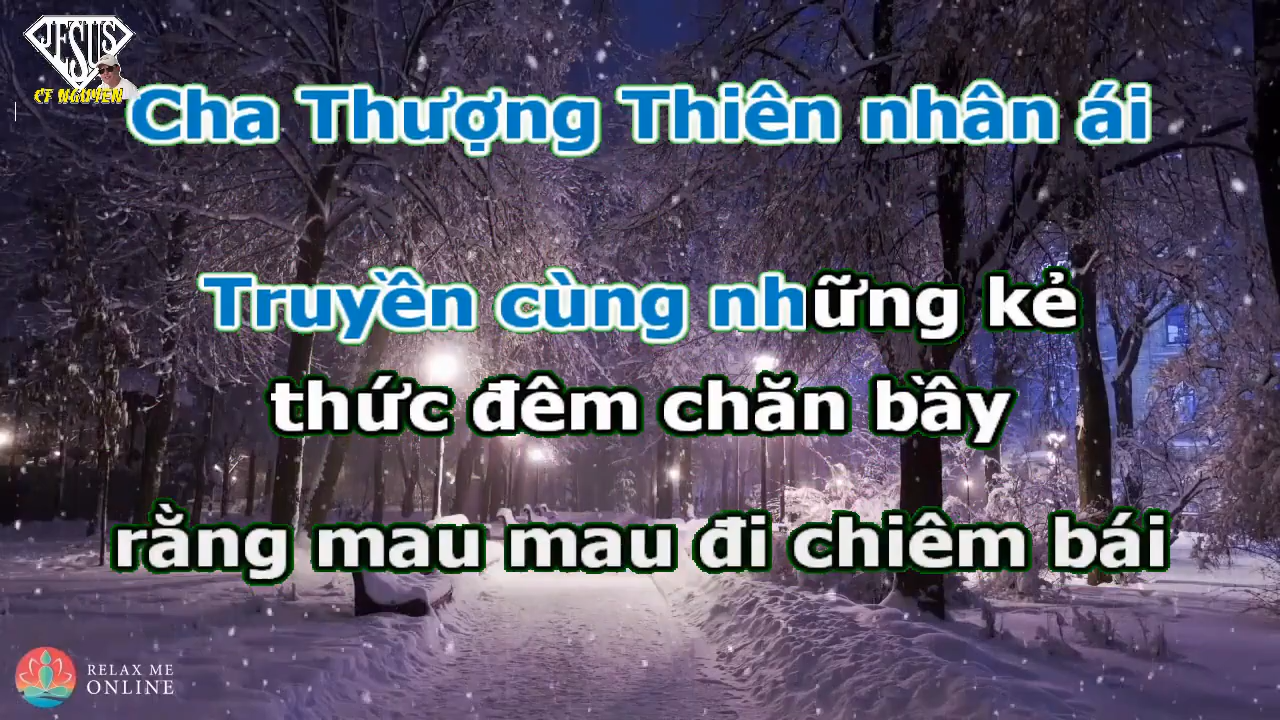 JESUS
CT NGUYEN
Cha Thượng Thiên nhân ái
Truyền cùng những kẻ
thức đêm chăn bầy
rằng mau mau đi chiêm bái
RELAX ME
ONLINE